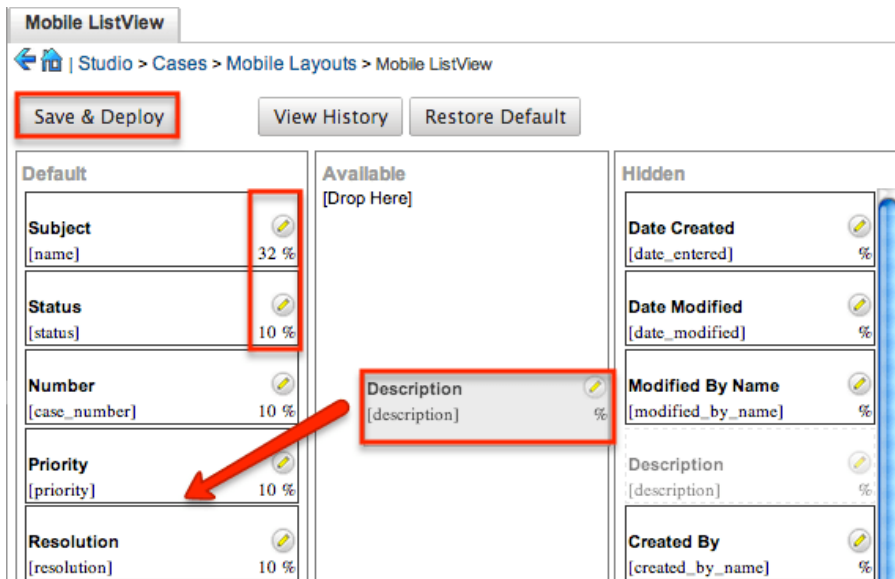 Mobile ListView
| Studio > Cases > Mobile Layouts > Mobile ListView
Save & Deploy
View History
Restore Default
Default
Subject
[name] 32 %
Status
[status] 10 %
Number
[case_number] 10 %
Priority
[priority] 10 %
Resolution
[resolution] 10 %
Available
[Drop Here]
Description
[description] %
Hidden
Date Created
[date_entered] %
Date Modified
[date_modified] %
Modified By Name
[modified_by_name] %
Description
[description] %
Created By
[created_by_name] %